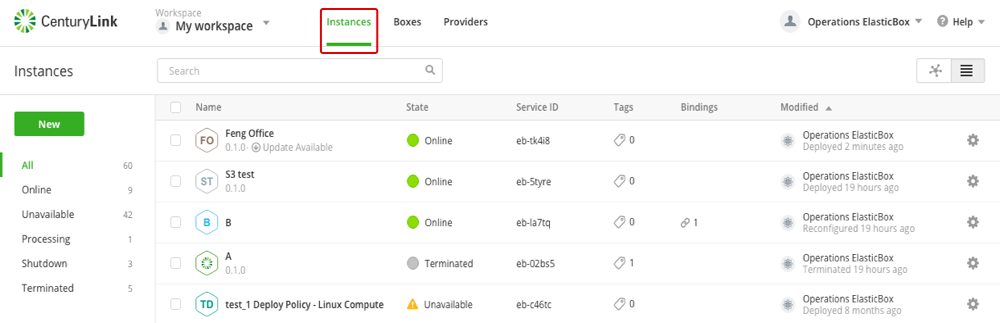 CenturyLink
Workspace
My workspace
Instances
Boxes
Providers
Operations ElasticBox
Help
Instances
Search
New
All 60
Online 9
Unavailable 42
Processing 1
Shutdown 3
Terminated 5
Name State Service ID Tags Bindings Modified
FO Feng Office Online eb-tk4i8 0 Operations ElasticBox
0.1.0 · Update Available Deployed 2 minutes ago
ST S3 test Online eb-5tyre 0 Operations ElasticBox
0.1.0 Deployed 19 hours ago
B B Online eb-la7tq 0 1 Operations ElasticBox
Reconfigured 19 hours ago
A Terminated eb-02bs5 1 Operations ElasticBox
0.1.0 Terminated 19 hours ago
TD test_1 Deploy Policy - Linux Compute Unavailable eb-c46tc 0 Operations ElasticBox
Deployed 8 months ago